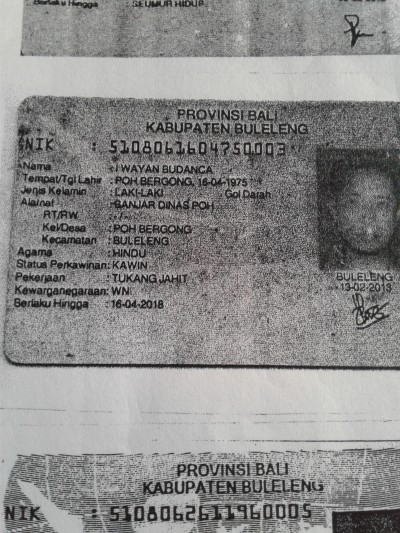 Berlaku Hingga : SEUMUR HIDUP
PROVINSI BALI
KABUPATEN BULELENG
NIK : 5108061604750003
Nama : I WAYAN BUDANCA
Tempat/Tgl Lahir : POH BERGONG, 16-04-1975
Jenis Kelamin : LAKI-LAKI Gol Darah
Alamat : BANJAR DINAS POH
RT/RW : -/-
Kel/Desa : POH BERGONG
Kecamatan : BULELENG
Agama : HINDU
Status Perkawinan: KAWIN
Pekerjaan : TUKANG JAHIT
Kewarganegaraan: WNI
Berlaku Hingga : 16-04-2018
BULELENG
13-02-2013
PROVINSI BALI
KABUPATEN BULELENG
NIK : 5108062611960005